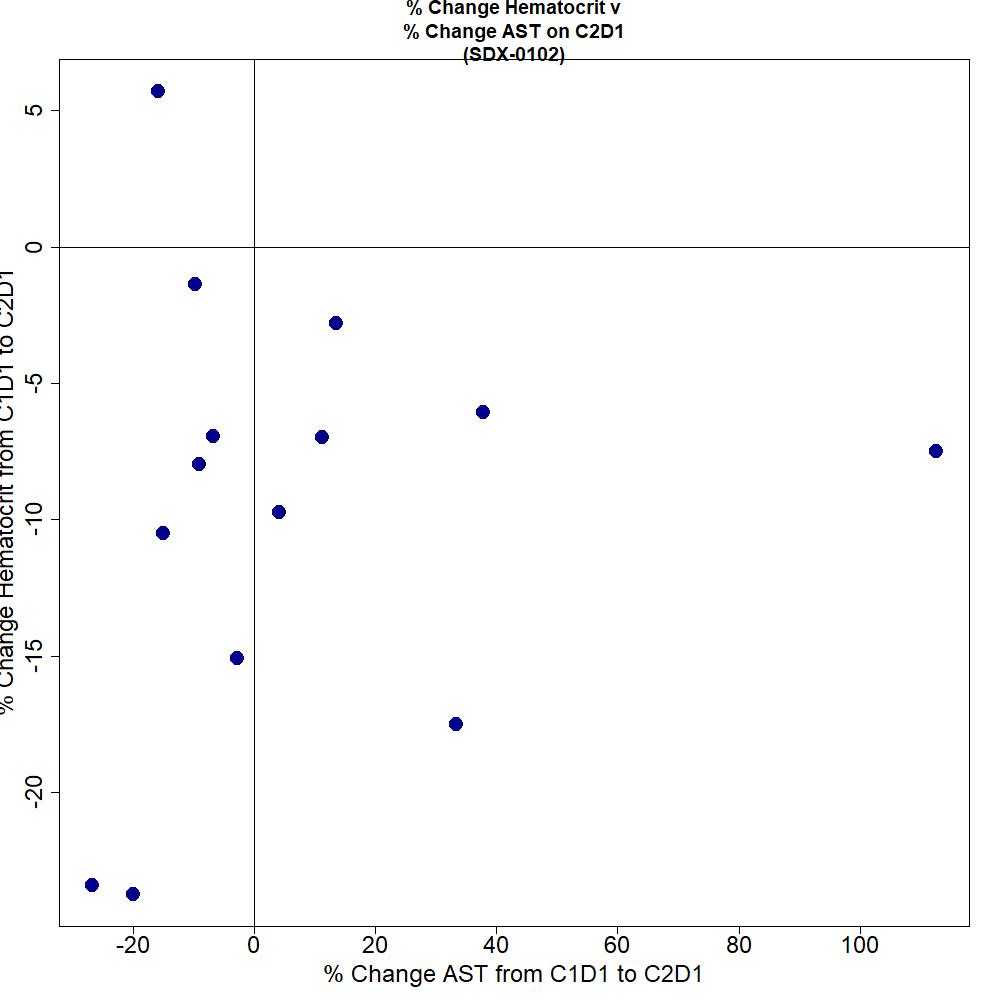 % Change Hematocrit v
% Change AST on C2D1
(SDX-0102)
% Change Hematocrit from C1D1 to C2D1
5
0
-5
-10
-15
-20
-20
0
20
40
60
80
100
% Change AST from C1D1 to C2D1